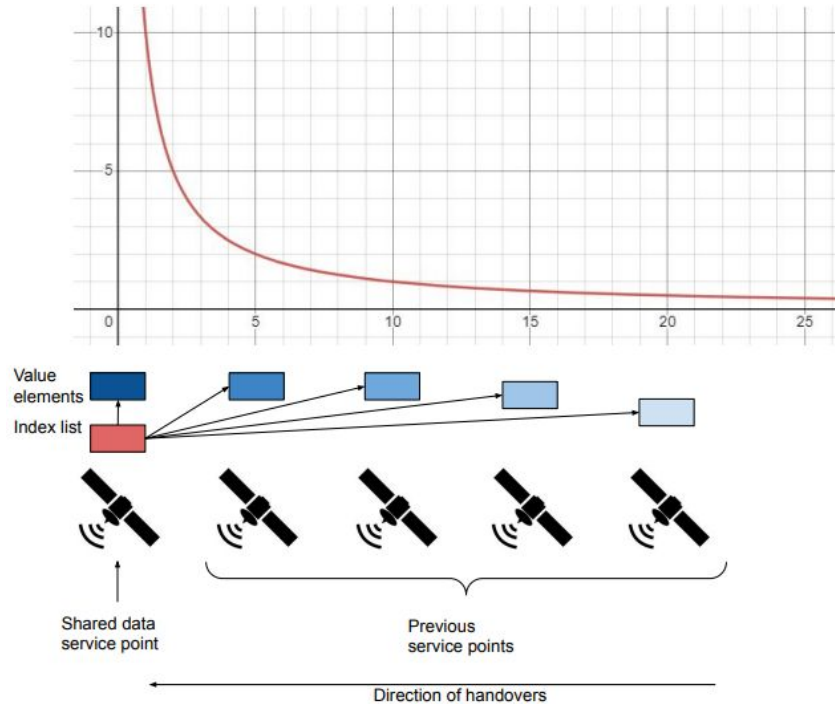 10
5
0
5
10
15
20
25
Value
elements
Index list
Shared data
service point
Previous
service points
Direction of handovers